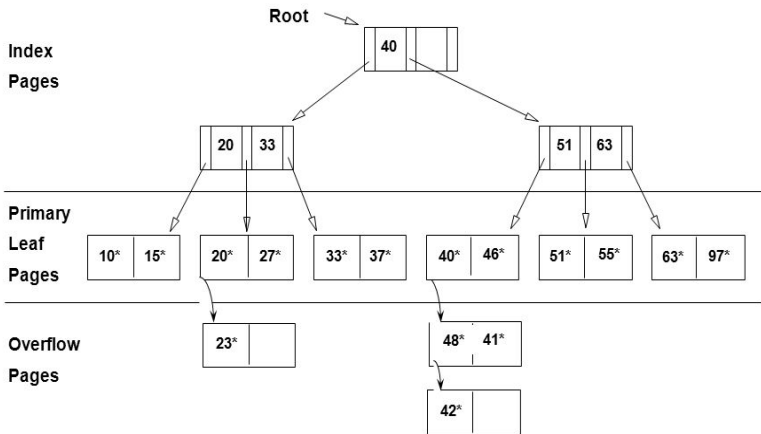 Root
Index
Pages
40
20 33
51 63
Primary
Leaf
Pages
10* 15*
20* 27*
33* 37*
40* 46*
51* 55*
63* 97*
Overflow
Pages
23*
48* 41*
42*